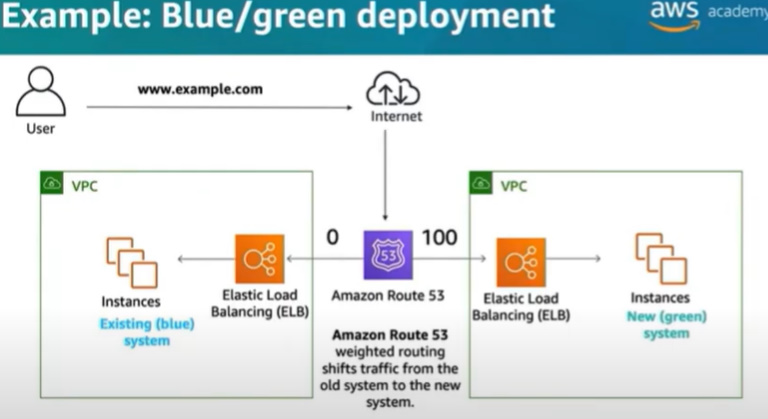 Example: Blue/green deployment
aws academy
www.example.com
User
Internet
VPC
VPC
0
53
100
Instances
Existing (blue)
system
Elastic Load
Balancing (ELB)
Amazon Route 53
Amazon Route 53
weighted routing
shifts traffic from the
old system to the new
system.
Elastic Load
Balancing (ELB)
Instances
New (green)
system